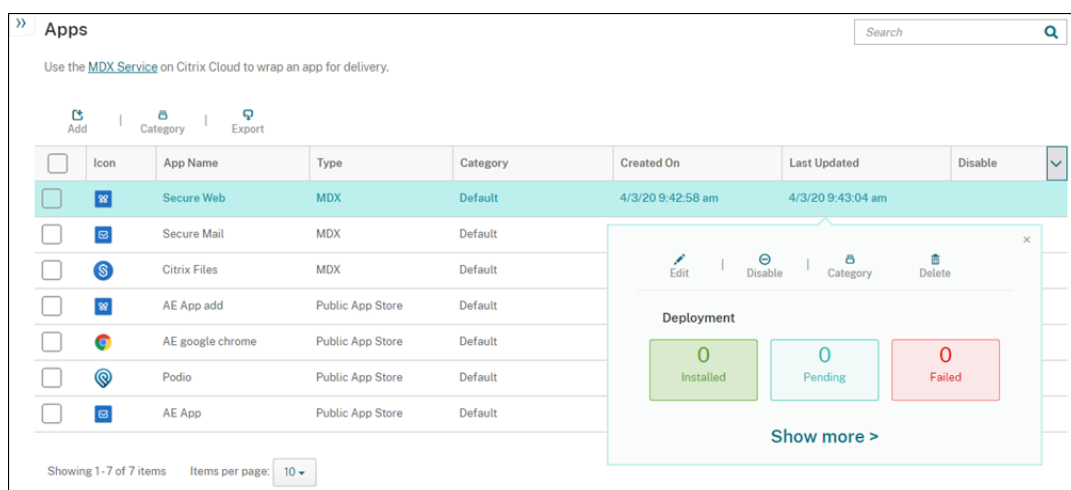 Apps
Search
Use the MDX Service on Citrix Cloud to wrap an app for delivery.
Add | Category | Export
Icon App Name Type Category Created On Last Updated Disable
Secure Web MDX Default 4/3/20 9:42:58 am 4/3/20 9:43:04 am
Secure Mail MDX Default
Citrix Files MDX Default
AE App add Public App Store Default
AE google chrome Public App Store Default
Podio Public App Store Default
AE App Public App Store Default
Edit | Disable | Category Delete
Deployment
0 0 0
Installed Pending Failed
Show more >
Showing 1-7 of 7 items Items per page: 10